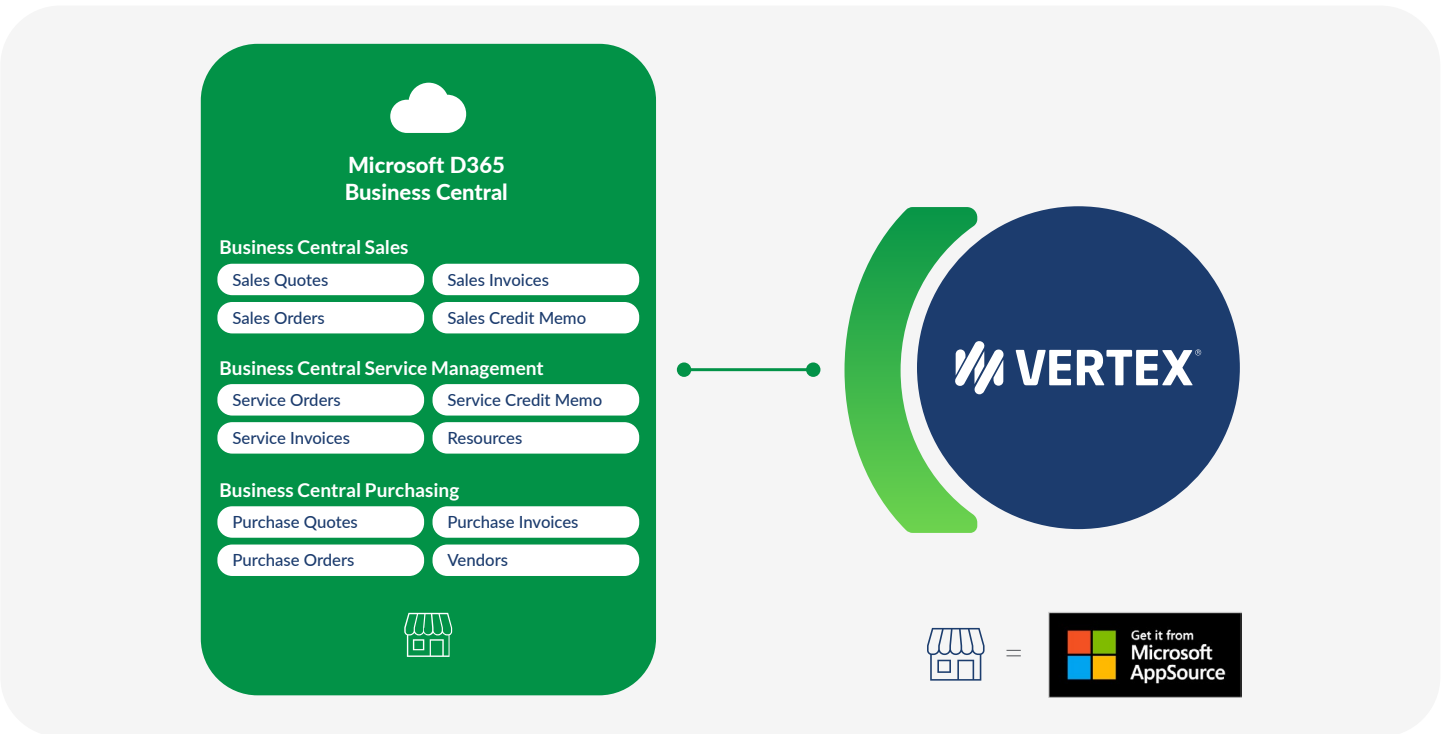 Microsoft D365
Business Central
Business Central Sales
Sales Quotes
Sales Invoices
Sales Orders
Sales Credit Memo
Business Central Service Management
Service Orders
Service Credit Memo
Service Invoices
Resources
Business Central Purchasing
Purchase Quotes
Purchase Invoices
Purchase Orders
Vendors
VERTEX®
=
Get it from
Microsoft
AppSource